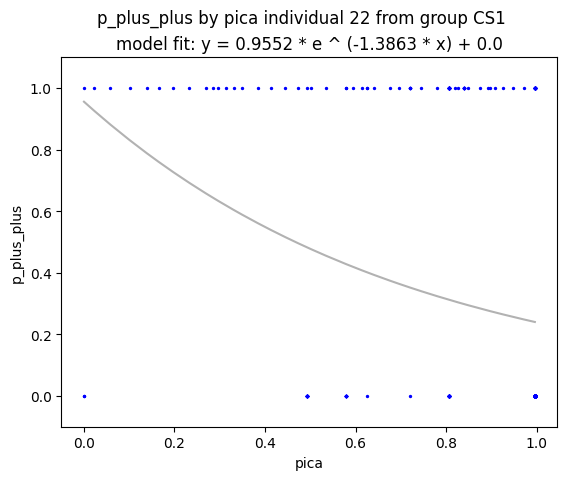 p_plus_plus by pica individual 22 from group CS1
model fit: y = 0.9552 * e ^ (-1.3863 * x) + 0.0
1.0
0.8
0.6
0.4
0.2
0.0
p_plus_plus
0.0 0.2 0.4 0.6 0.8 1.0
pica